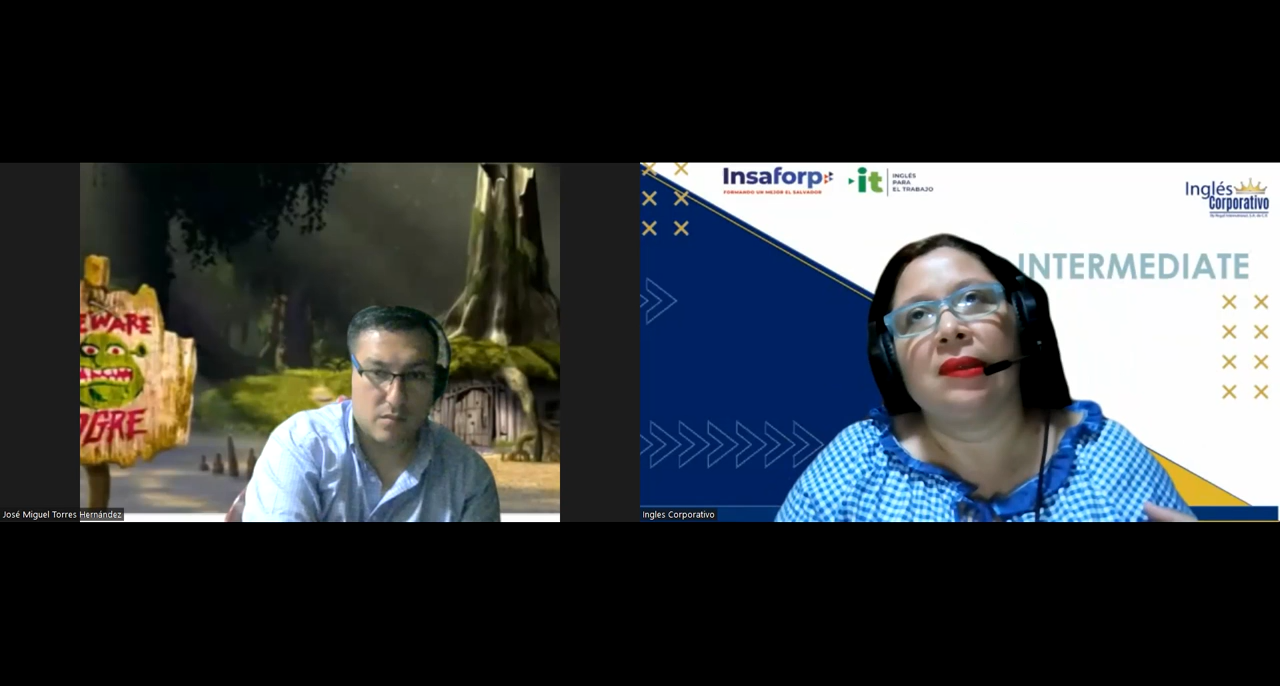 EWARE
OGRE
José Miguel Torres Hernández
Insaforp
FORMANDO UN MEJOR EL SALVADOR
it
INGLÉS
PARA
EL TRABAJO
Inglés
Corporativo
INTERMEDIATE
Ingles Corporativo